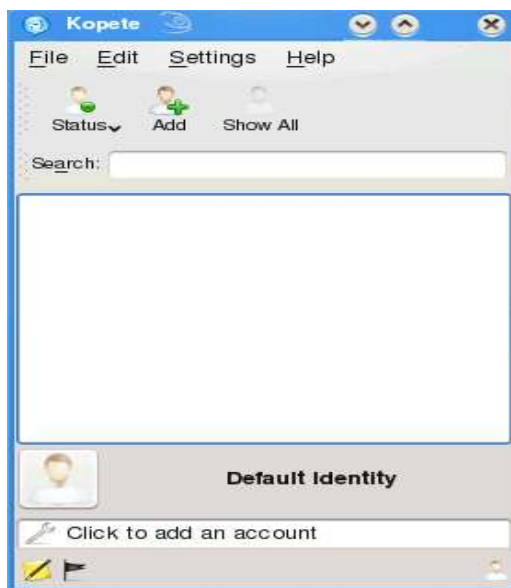 Kopete
File Edit Settings Help
Status Add Show All
Search:
Default Identity
Click to add an account